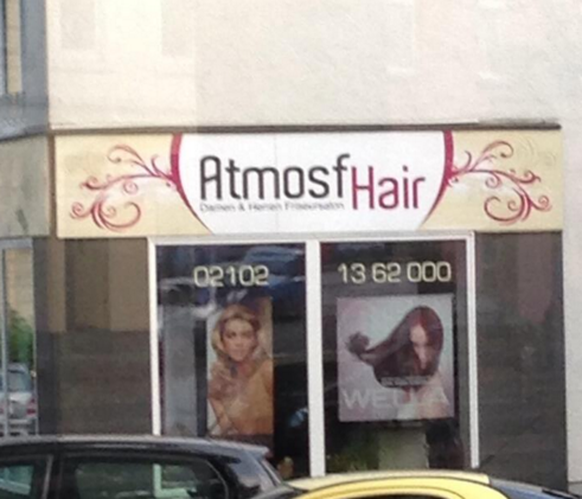 AtmosfHair
Damen & Herren Friseursalon
02102 13 62 000
WELLA